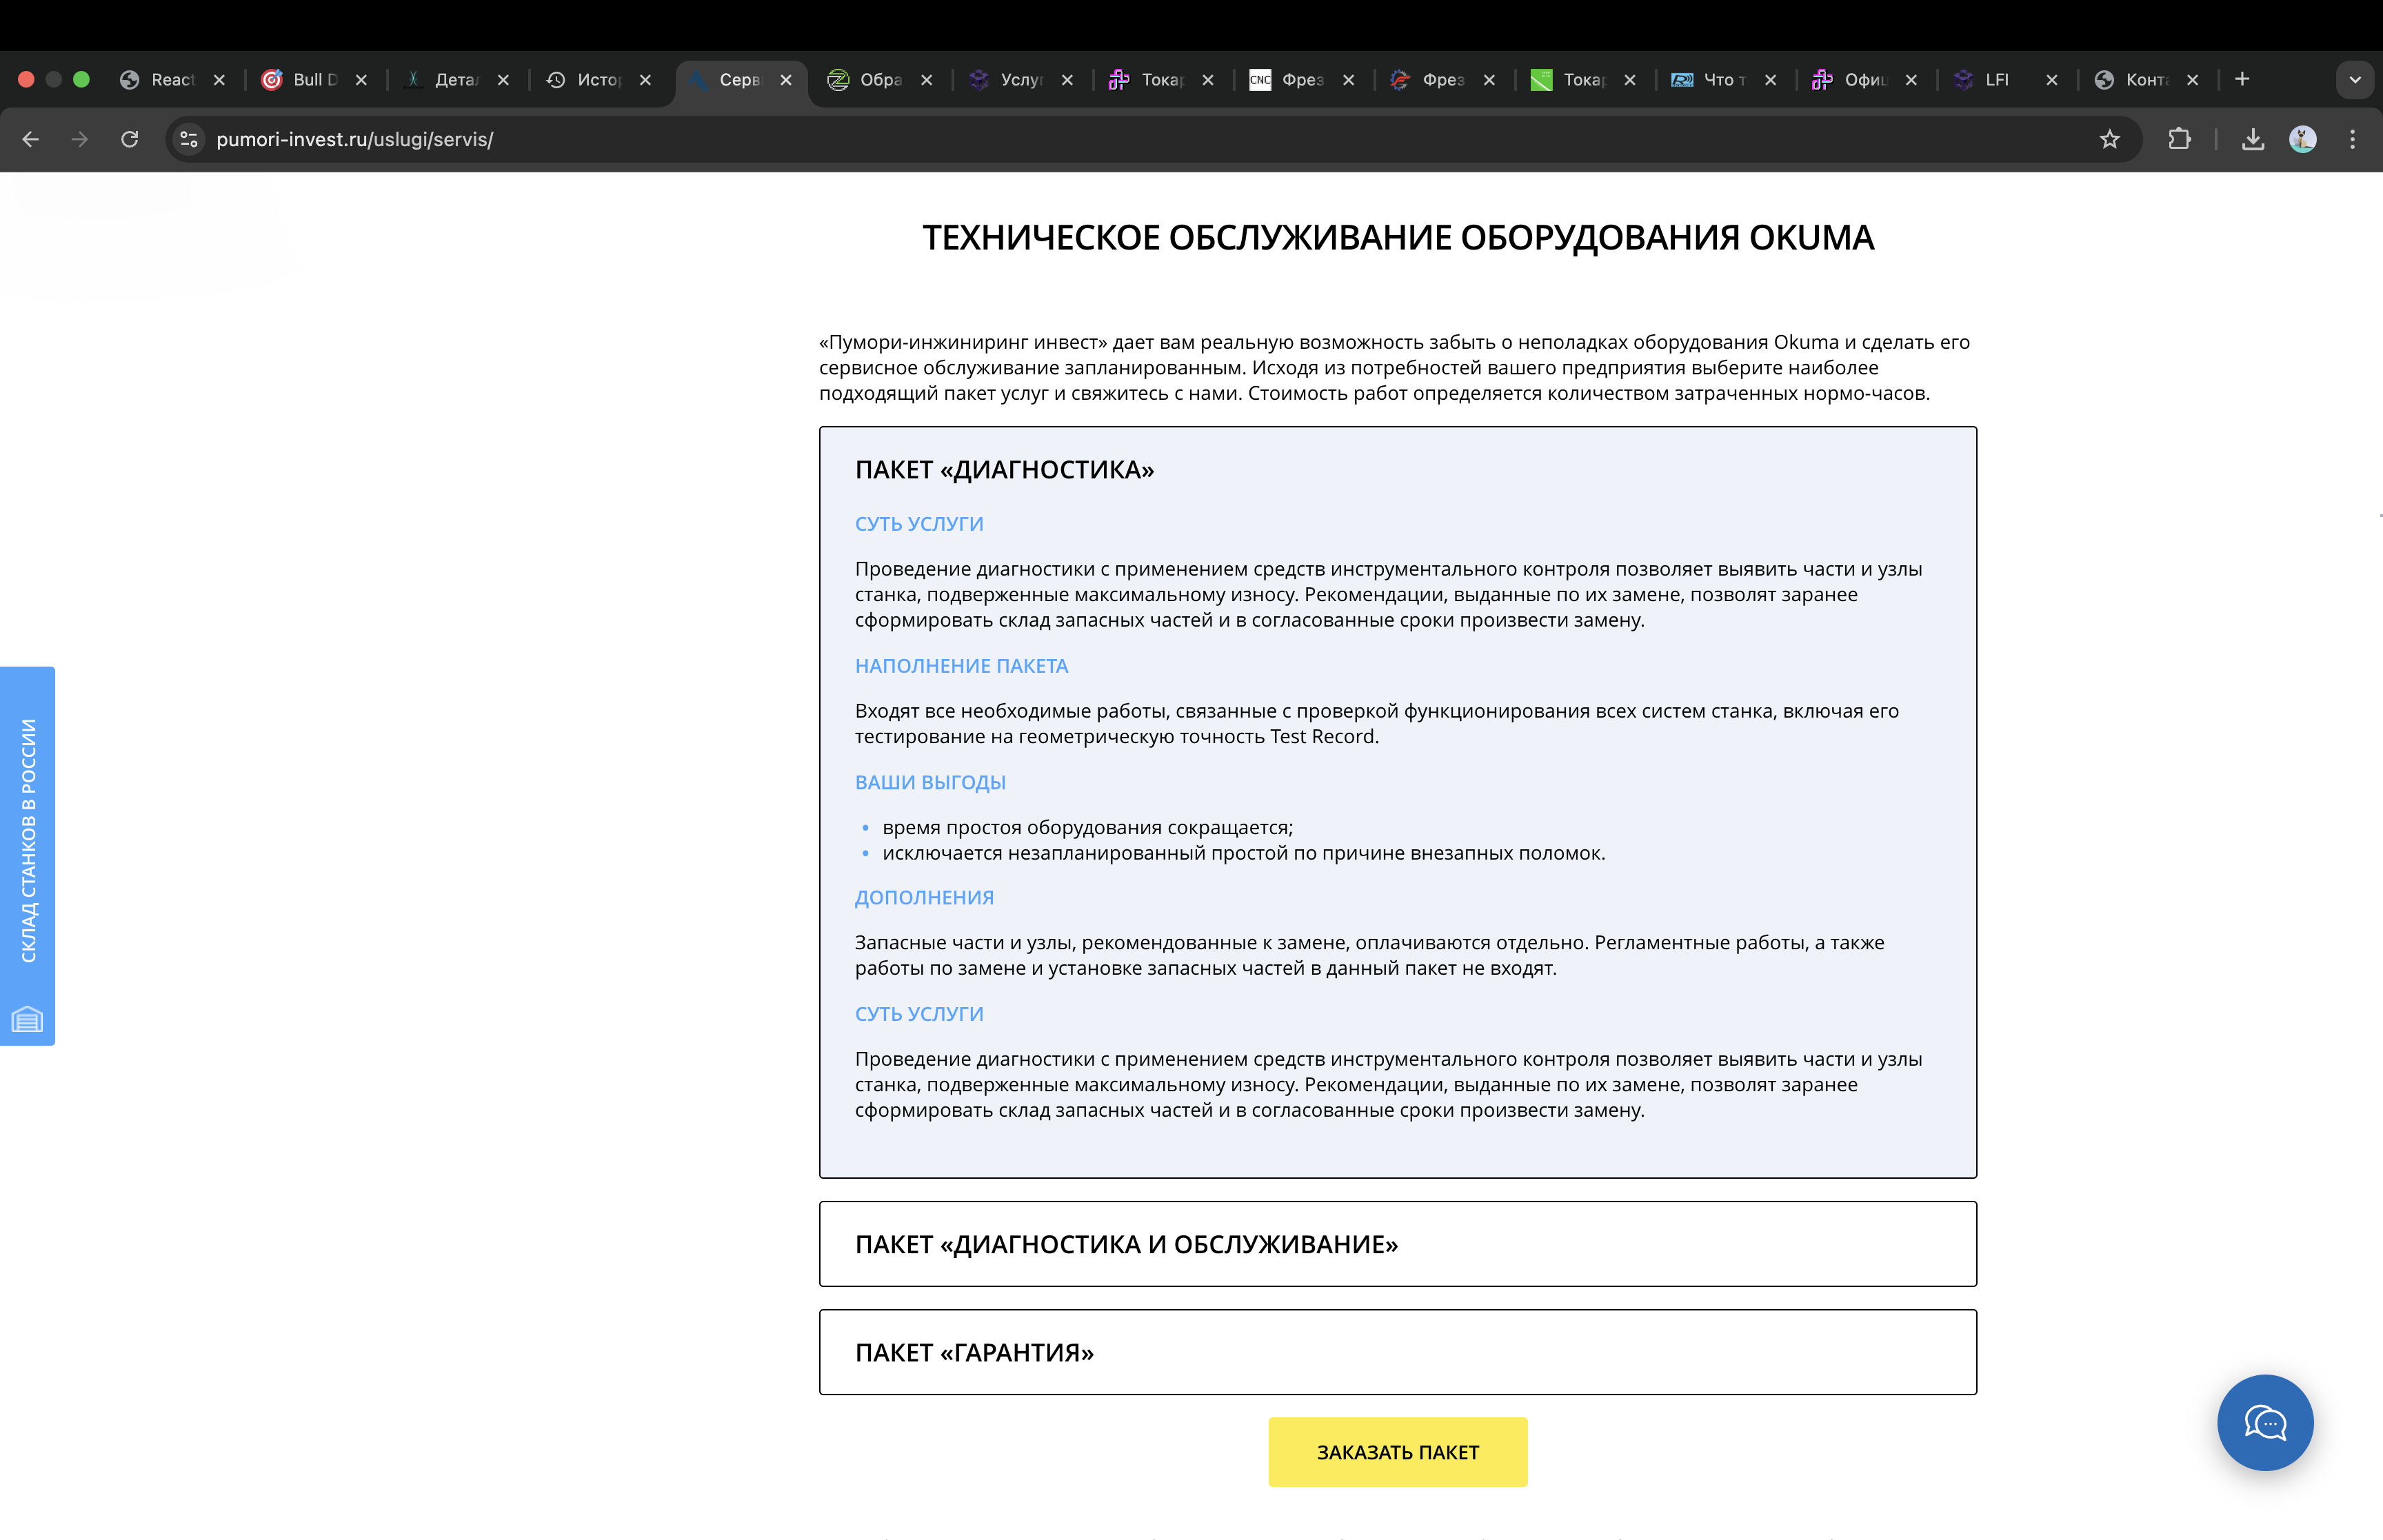 React
Bull D
Детал
Истор
Серв
Обра
Услуг
Токар
CNC
Фрез
Фрез
Токар
Что т
Офиц
LFI
Конта
pumori-invest.ru/uslugi/servis/
ТЕХНИЧЕСКОЕ ОБСЛУЖИВАНИЕ ОБОРУДОВАНИЯ OKUMA
«Пумори-инжиниринг инвест» дает вам реальную возможность забыть о неполадках оборудования Okuma и сделать его
сервисное обслуживание запланированным. Исходя из потребностей вашего предприятия выберите наиболее
подходящий пакет услуг и свяжитесь с нами. Стоимость работ определяется количеством затраченных нормо-часов.
ПАКЕТ «ДИАГНОСТИКА»
СУТЬ УСЛУГИ
Проведение диагностики с применением средств инструментального контроля позволяет выявить части и узлы
станка, подверженные максимальному износу. Рекомендации, выданные по их замене, позволят заранее
сформировать склад запасных частей и в согласованные сроки произвести замену.
НАПОЛНЕНИЕ ПАКЕТА
Входят все необходимые работы, связанные с проверкой функционирования всех систем станка, включая его
тестирование на геометрическую точность Test Record.
ВАШИ ВЫГОДЫ
• время простоя оборудования сокращается;
• исключается незапланированный простой по причине внезапных поломок.
ДОПОЛНЕНИЯ
Запасные части и узлы, рекомендованные к замене, оплачиваются отдельно. Регламентные работы, а также
работы по замене и установке запасных частей в данный пакет не входят.
СУТЬ УСЛУГИ
Проведение диагностики с применением средств инструментального контроля позволяет выявить части и узлы
станка, подверженные максимальному износу. Рекомендации, выданные по их замене, позволят заранее
сформировать склад запасных частей и в согласованные сроки произвести замену.
ПАКЕТ «ДИАГНОСТИКА И ОБСЛУЖИВАНИЕ»
ПАКЕТ «ГАРАНТИЯ»
ЗАКАЗАТЬ ПАКЕТ
СКЛАД СТАНКОВ В РОССИИ